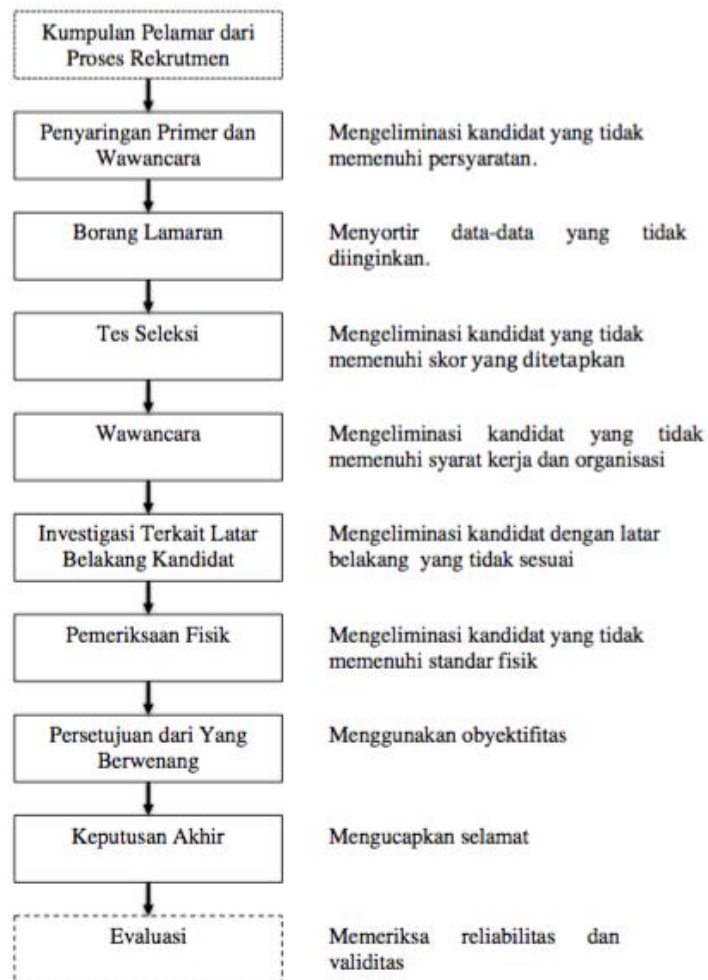 Kumpulan Pelamar dari
Proses Rekrutmen
Penyaringan Primer dan
Wawancara
Mengeliminasi kandidat yang tidak
memenuhi persyaratan.
Borang Lamaran
Menyortir data-data yang tidak
diinginkan.
Tes Seleksi
Mengeliminasi kandidat yang tidak
memenuhi skor yang ditetapkan
Wawancara
Mengeliminasi kandidat yang tidak
memenuhi syarat kerja dan organisasi
Investigasi Terkait Latar
Belakang Kandidat
Mengeliminasi kandidat dengan latar
belakang yang tidak sesuai
Pemeriksaan Fisik
Mengeliminasi kandidat yang tidak
memenuhi standar fisik
Persetujuan dari Yang
Berwenang
Menggunakan obyektifitas
Keputusan Akhir
Mengucapkan selamat
Evaluasi
Memeriksa reliabilitas dan
validitas